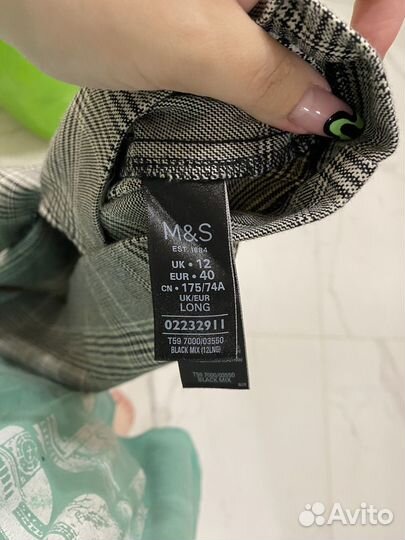 M&S
EST. 1884
UK • 12
EUR • 40
CN • 175/74A
UK/EUR
LONG
02232911
T59 7000/03550
BLACK MIX (12LNG)
T59 7000/03550
BLACK MIX
Avito